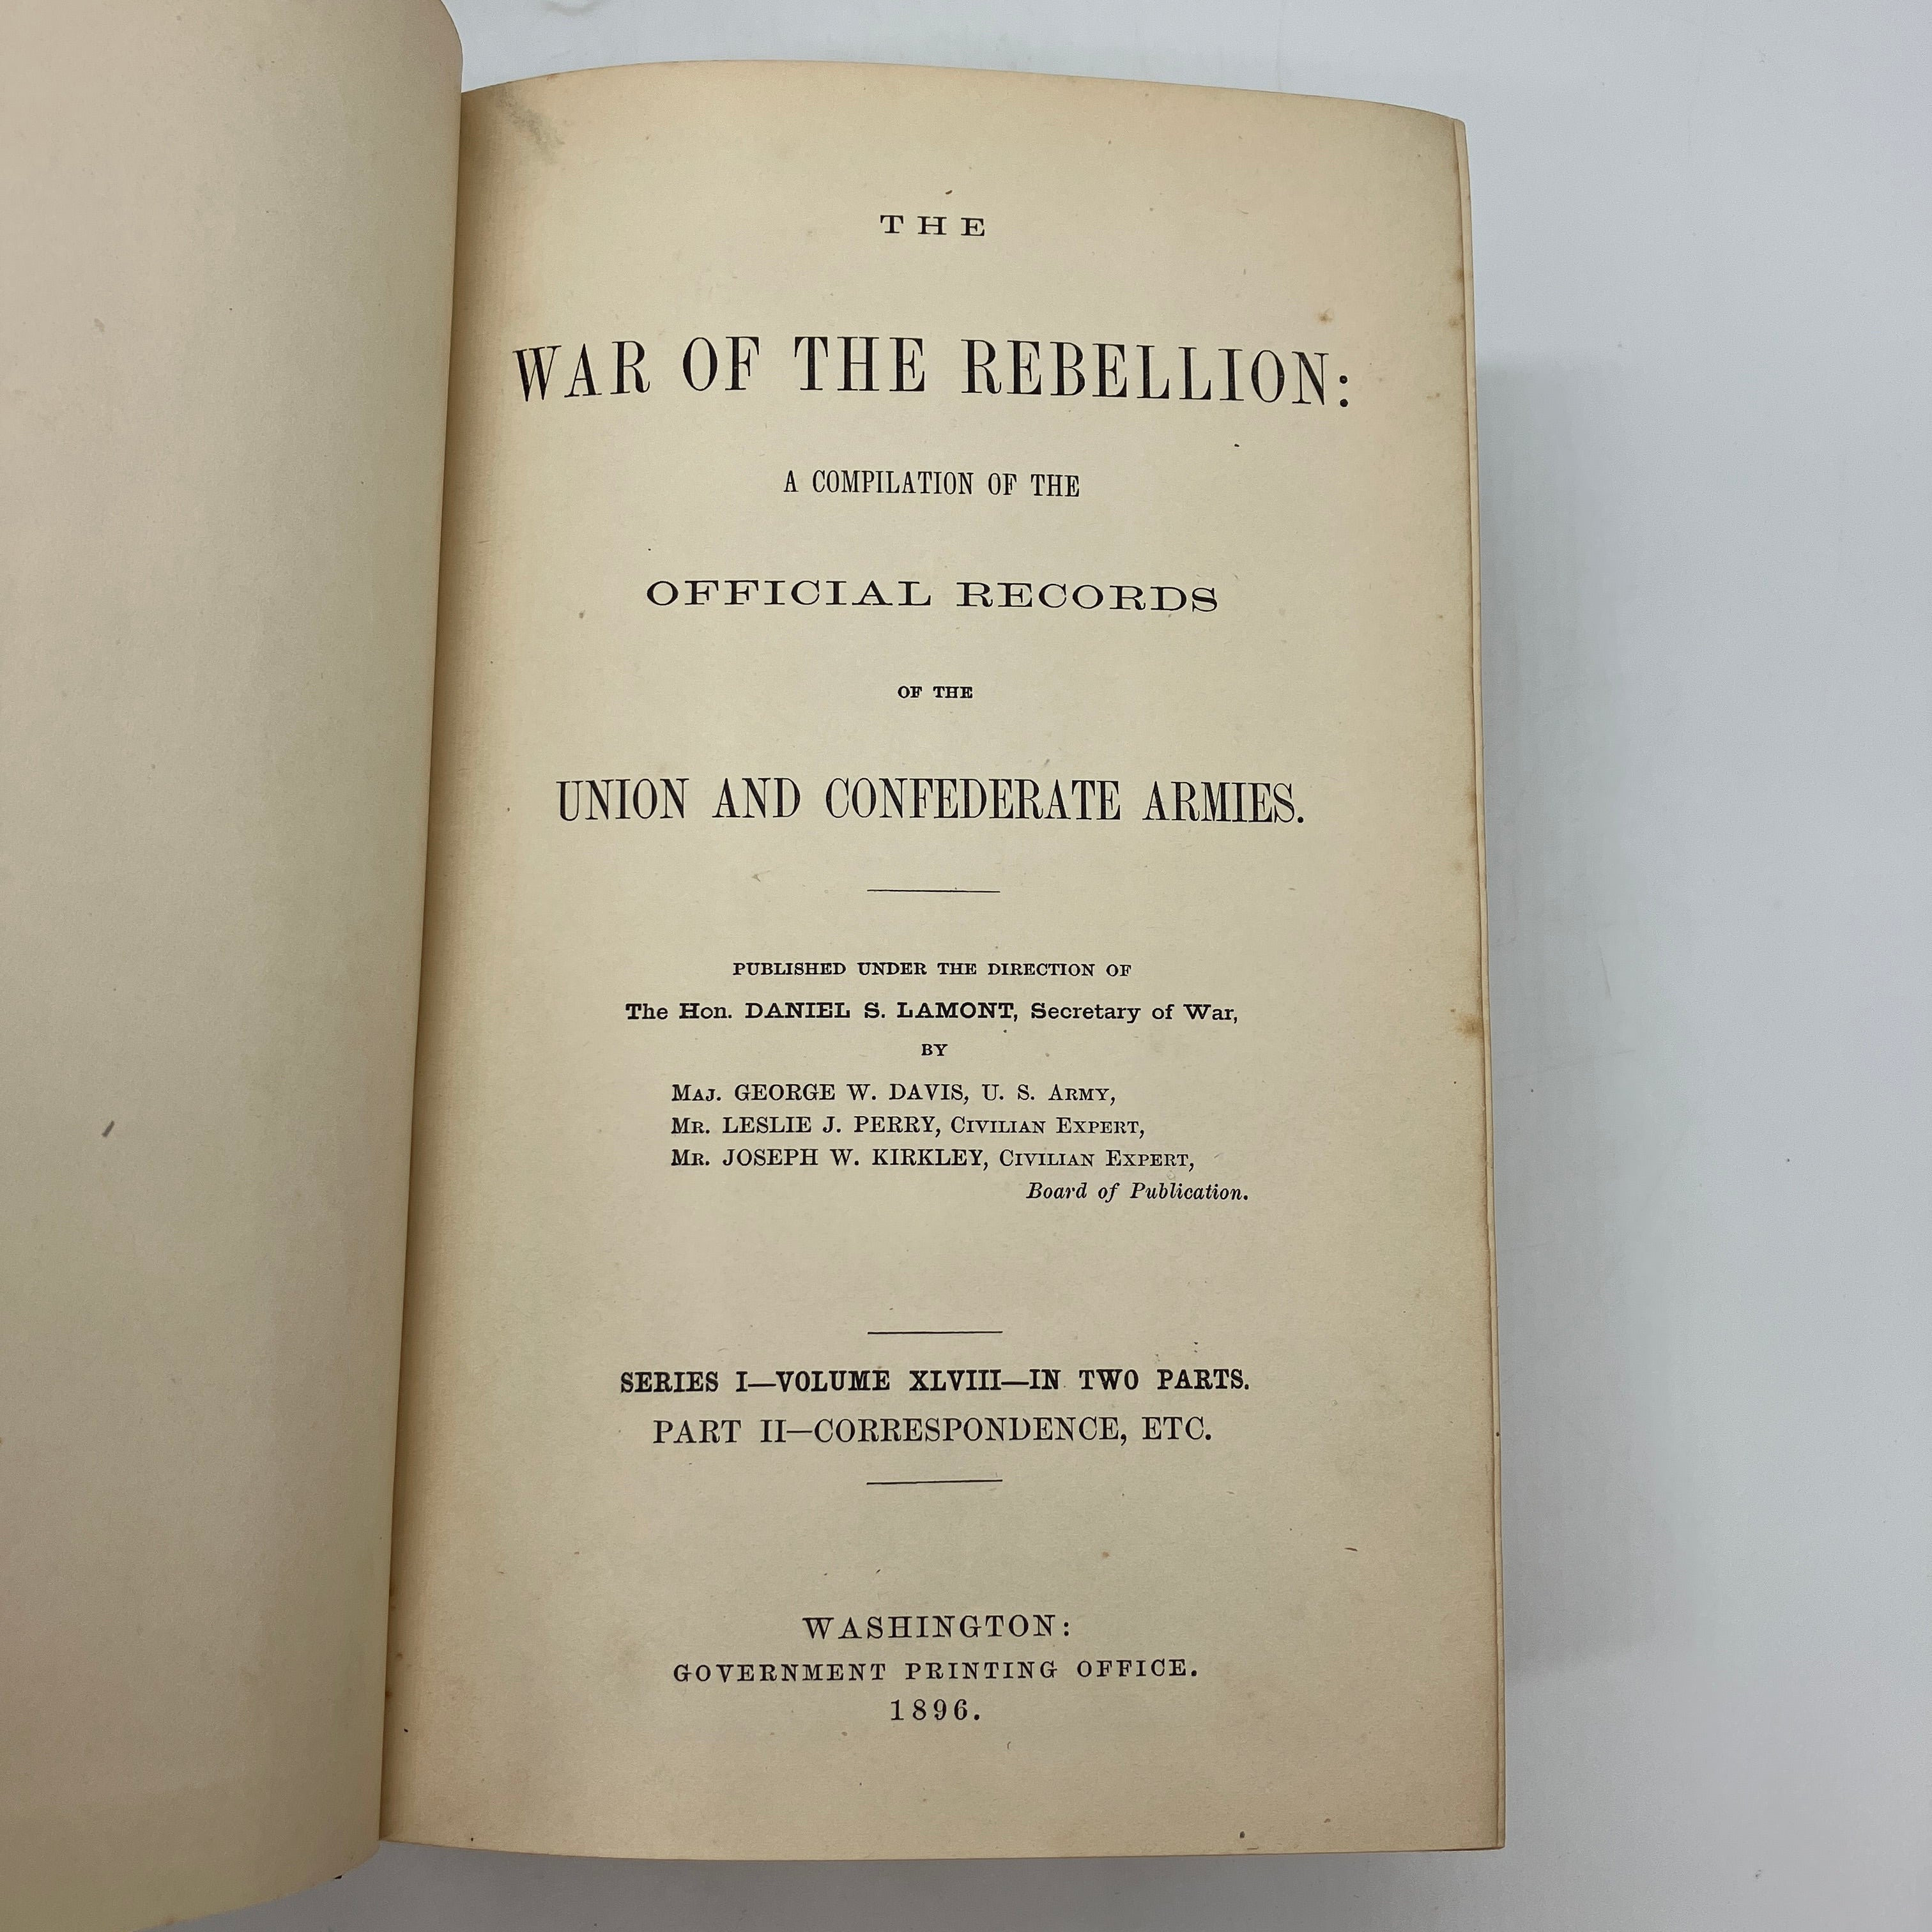 THE
WAR OF THE REBELLION:
A COMPILATION OF THE
OFFICIAL RECORDS
OF THE
UNION AND CONFEDERATE ARMIES.
PUBLISHED UNDER THE DIRECTION OF
The Hon. DANIEL S. LAMONT, Secretary of War,
BY
MAJ. GEORGE W. DAVIS, U. S. ARMY,
MR. LESLIE J. PERRY, CIVILIAN EXPERT,
MR. JOSEPH W. KIRKLEY, CIVILIAN EXPERT,
Board of Publication.
SERIES I—VOLUME XLVIII—IN TWO PARTS.
PART II—CORRESPONDENCE, ETC.
WASHINGTON:
GOVERNMENT PRINTING OFFICE.
1896.